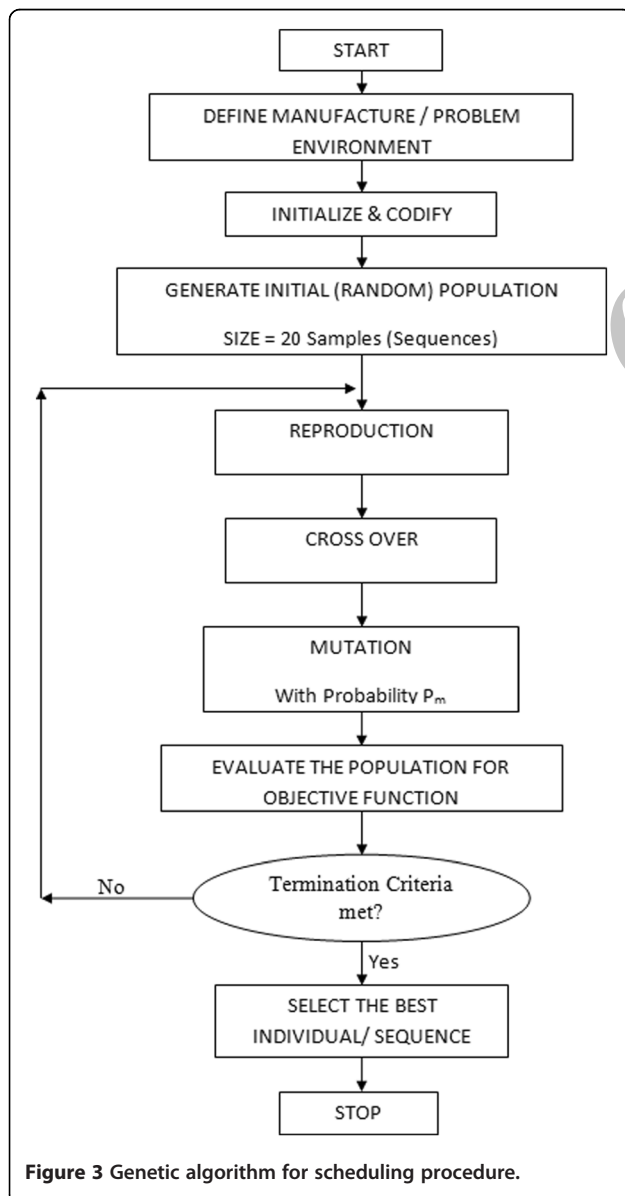 START
DEFINE MANUFACTURE / PROBLEM
ENVIRONMENT
INITIALIZE & CODIFY
GENERATE INITIAL (RANDOM) POPULATION
SIZE = 20 Samples (Sequences)
REPRODUCTION
CROSS OVER
MUTATION
With Probability Pₘ
EVALUATE THE POPULATION FOR
OBJECTIVE FUNCTION
No
Termination Criteria
met?
Yes
SELECT THE BEST
INDIVIDUAL/ SEQUENCE
STOP
Figure 3 Genetic algorithm for scheduling procedure.